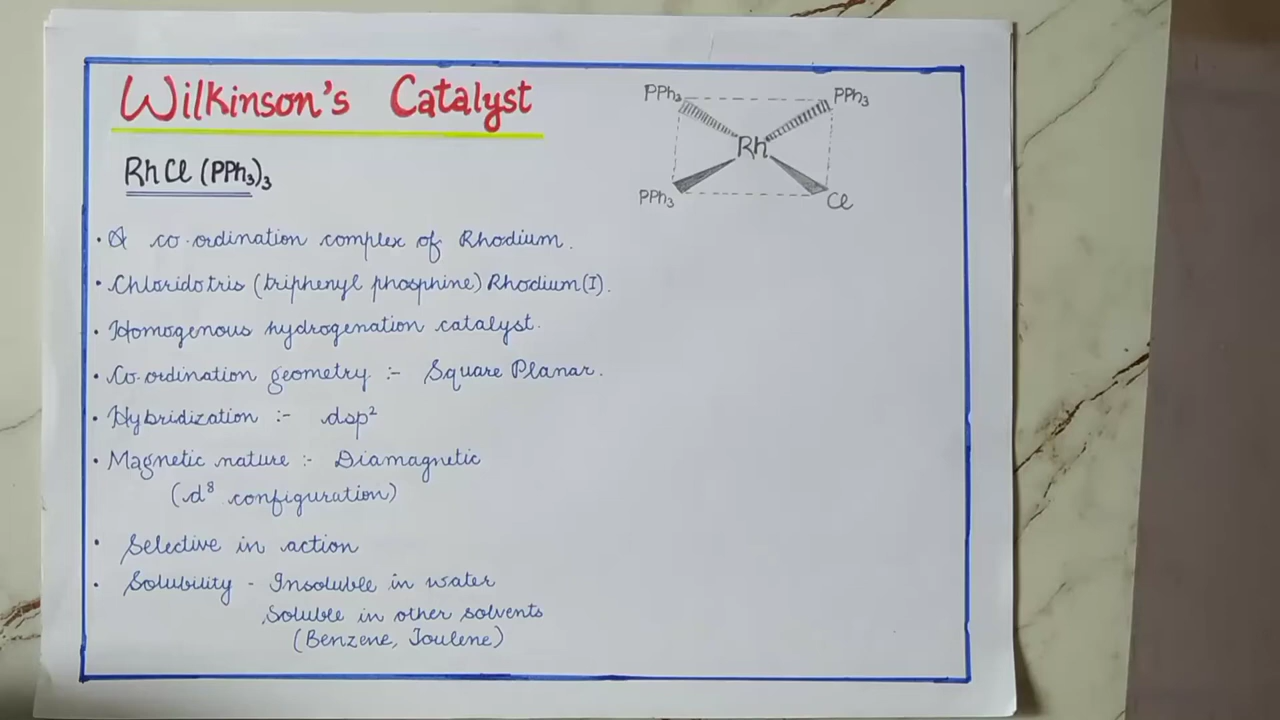 Wilkinson's Catalyst
RhCl(PPh₃)₃
PPh₃ PPh₃
Rh
PPh₃ Cl
• A co-ordination complex of Rhodium.
• Chloridotris (triphenyl phosphine) Rhodium(I).
• Homogenous hydrogenation catalyst.
• Co-ordination geometry :- Square Planar.
• Hybridization :- dsp²
• Magnetic nature :- Diamagnetic
(d⁸ configuration)
• Selective in action
• Solubility - Insoluble in water
Soluble in other solvents
(Benzene, Toulene)